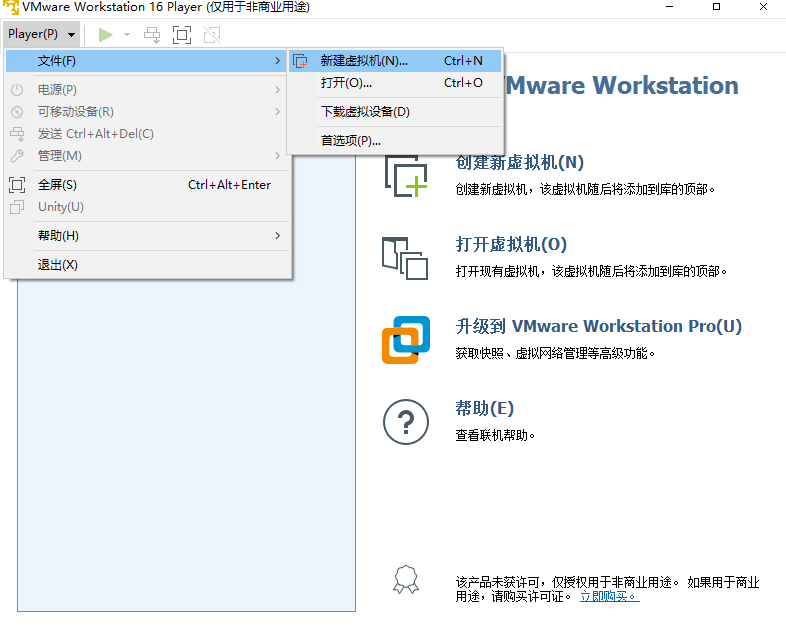 VMware Workstation 16 Player (仅用于非商业用途)
Player(P)
文件(F)
电源(P)
可移动设备(R)
发送 Ctrl+Alt+Del(C)
管理(M)
全屏(S) Ctrl+Alt+Enter
Unity(U)
帮助(H)
退出(X)
新建虚拟机(N)... Ctrl+N
打开(O)... Ctrl+O
下载虚拟设备(D)
首选项(P)...
Mware Workstation
创建新虚拟机(N)
创建新虚拟机，该虚拟机随后将添加到库的顶部。
打开虚拟机(O)
打开现有虚拟机，该虚拟机随后将添加到库的顶部。
升级到 VMware Workstation Pro(U)
获取快照、虚拟网络管理等高级功能。
帮助(E)
查看联机帮助。
该产品未获许可，仅授权用于非商业用途。 如果用于商业
用途，请购买许可证。 立即购买。